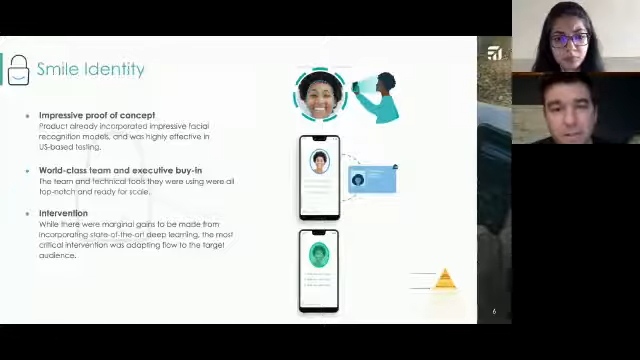 Smile Identity
Impressive proof of concept
Product already incorporated impressive facial
recognition models, and was highly effective in
US-based testing.
World-class team and executive buy-in
The team and technical tools they were using were all
top-notch and ready for scale.
Intervention
While there were marginal gains to be made from
incorporating state-of-the-art deep learning, the most
critical intervention was adapting flow to the target
audience.
6